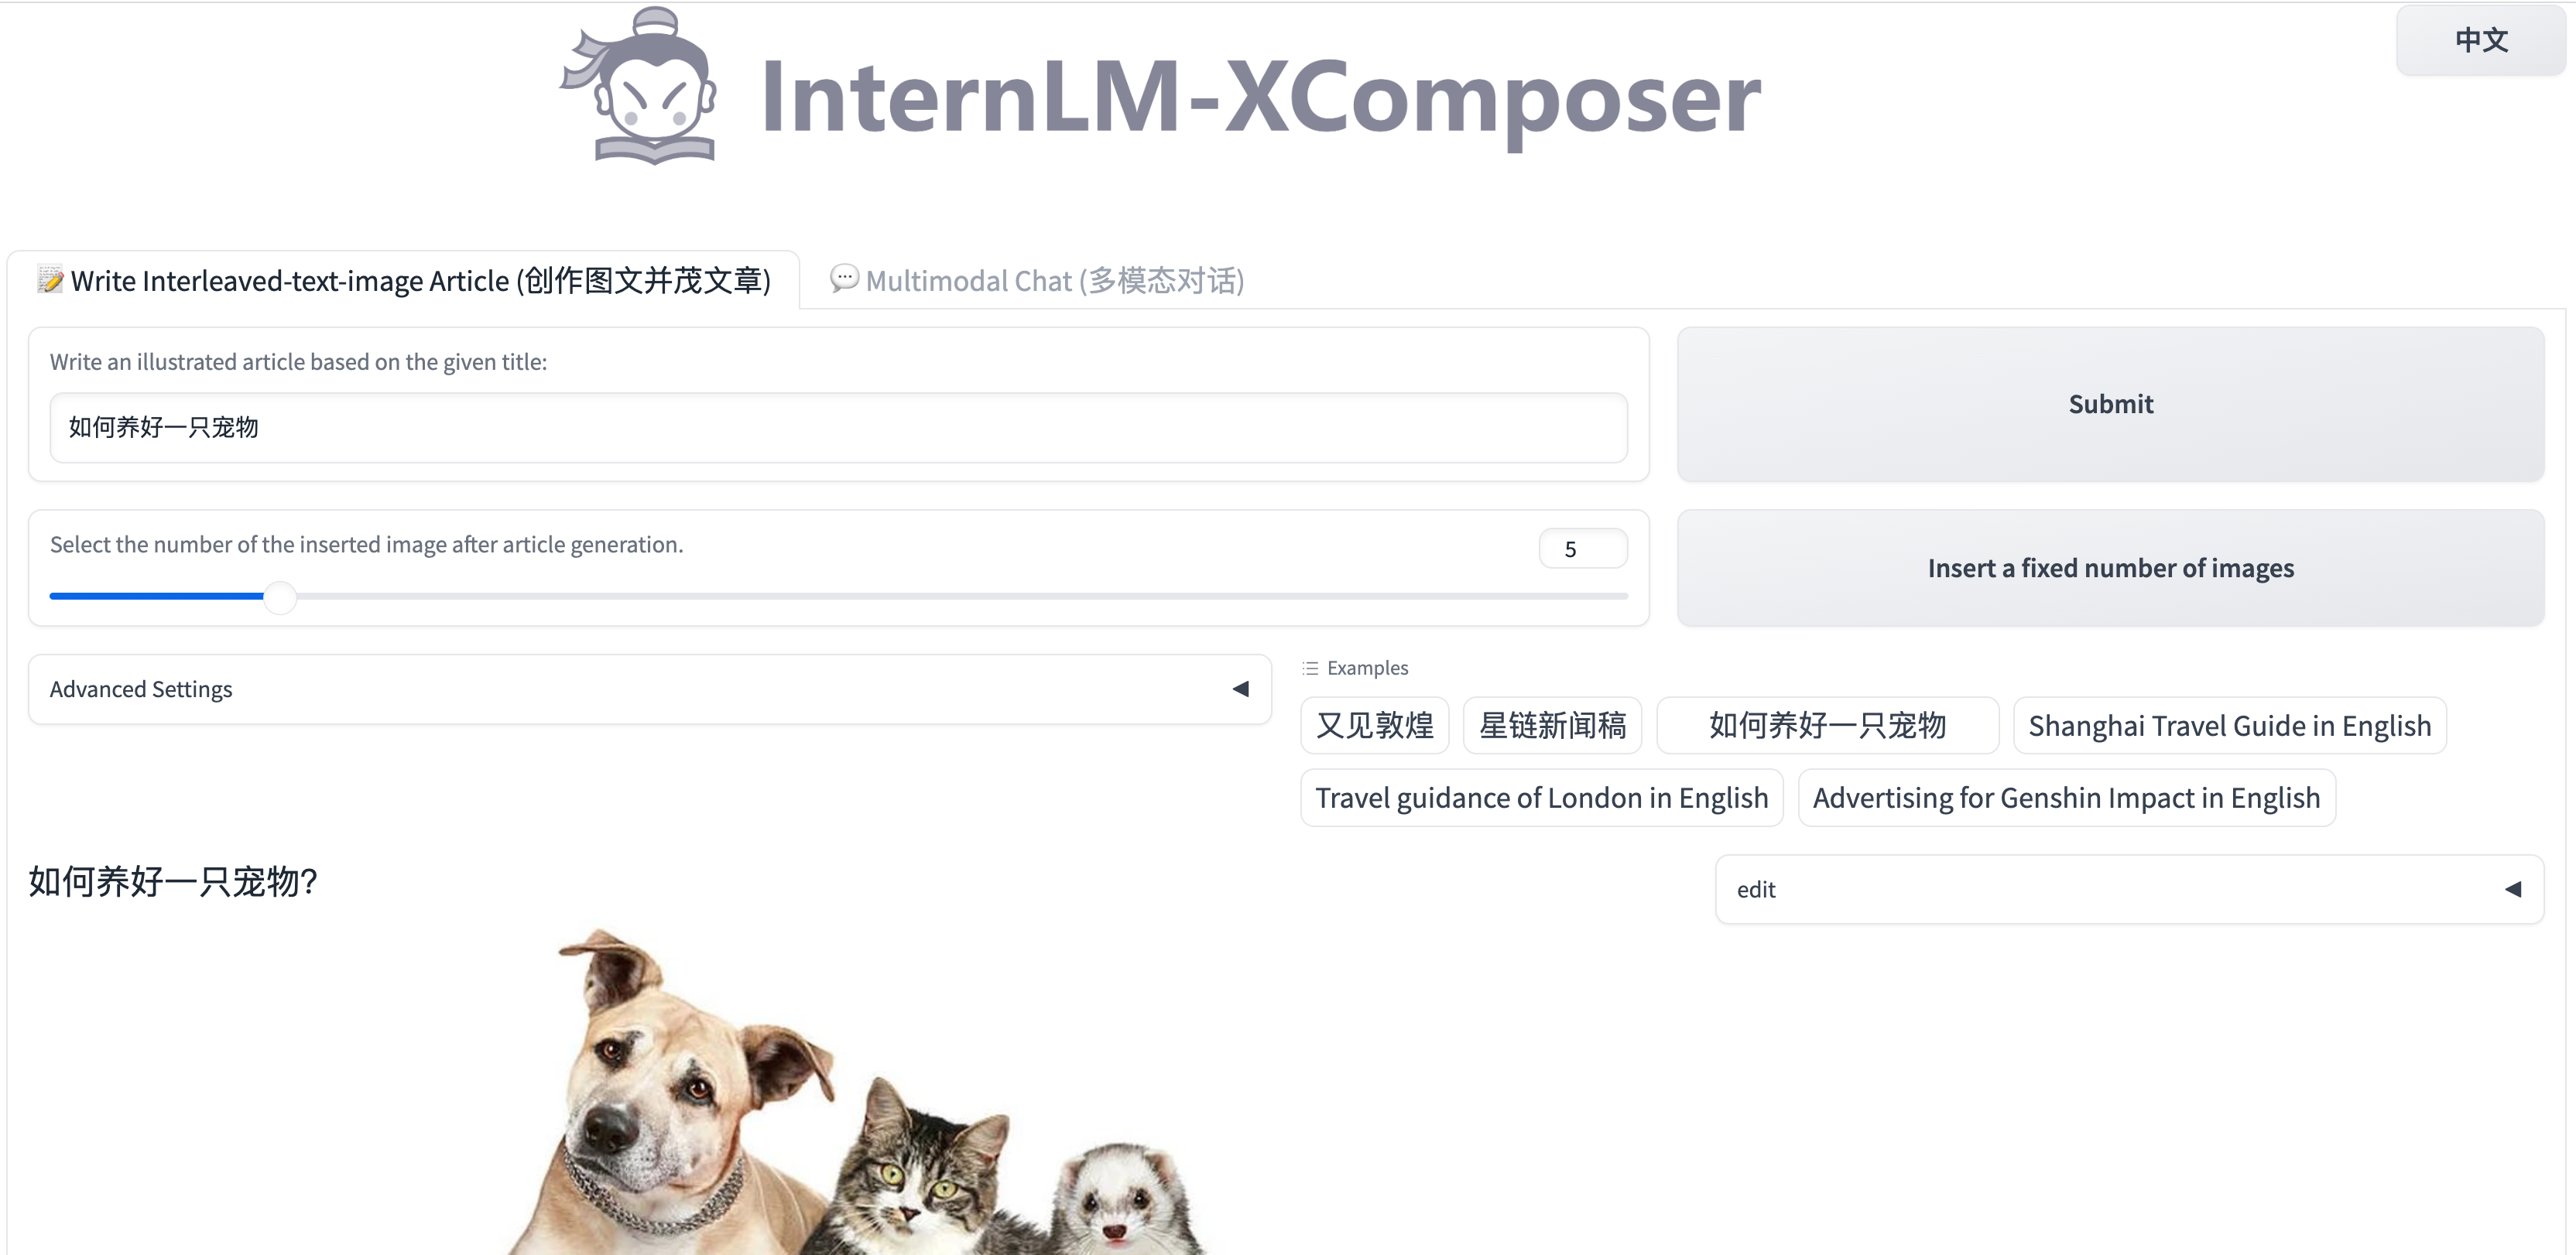 InternLM-XComposer
中文
Write Interleaved-text-image Article (创作图文并茂文章)
Multimodal Chat (多模态对话)
Write an illustrated article based on the given title:
如何养好一只宠物
Submit
Select the number of the inserted image after article generation.
5
Insert a fixed number of images
Advanced Settings
Examples
又见敦煌
星链新闻稿
如何养好一只宠物
Shanghai Travel Guide in English
Travel guidance of London in English
Advertising for Genshin Impact in English
如何养好一只宠物?
edit